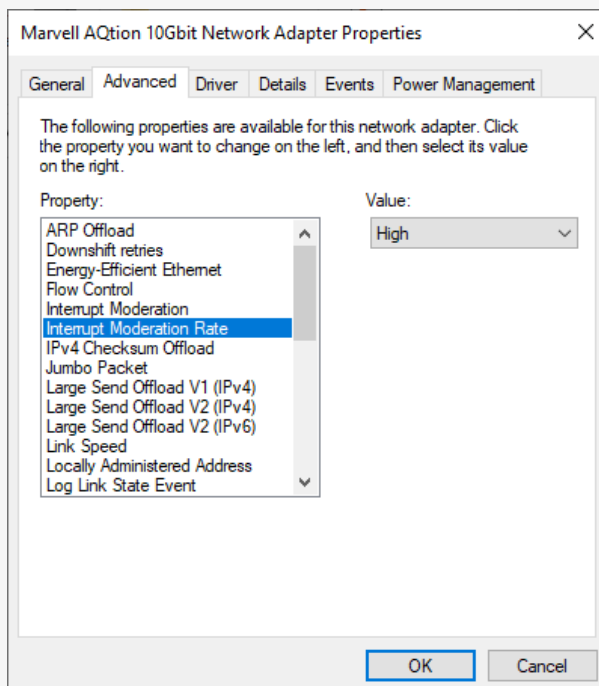 Marvell AQtion 10Gbit Network Adapter Properties
General Advanced Driver Details Events Power Management
The following properties are available for this network adapter. Click
the property you want to change on the left, and then select its value
on the right.
Property:
Value:
ARP Offload
Downshift retries
Energy-Efficient Ethernet
Flow Control
Interrupt Moderation
Interrupt Moderation Rate
IPv4 Checksum Offload
Jumbo Packet
Large Send Offload V1 (IPv4)
Large Send Offload V2 (IPv4)
Large Send Offload V2 (IPv6)
Link Speed
Locally Administered Address
Log Link State Event
High
OK
Cancel